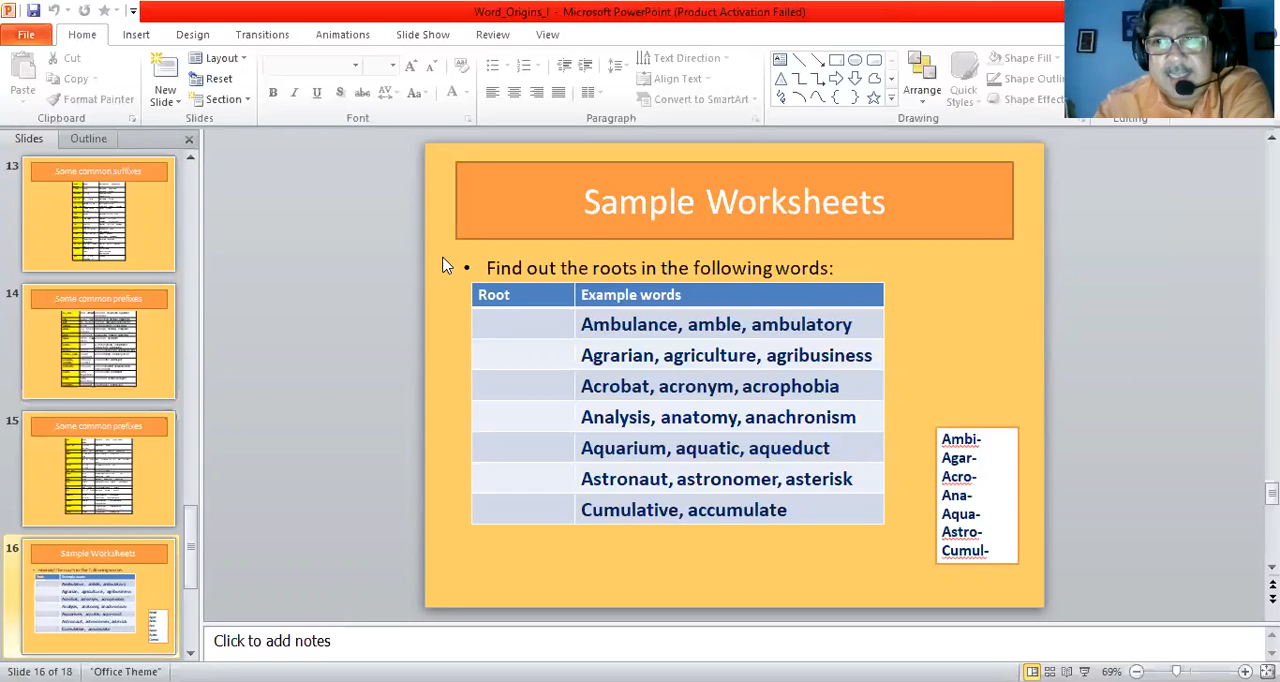 Word_Origins_I - Microsoft PowerPoint (Product Activation Failed)
File Home Insert Design Transitions Animations Slide Show Review View
Paste
Cut
Copy
Format Painter
Clipboard
New Slide
Layout
Reset
Section
Slides
Font
Paragraph
Text Direction
Align Text
Convert to SmartArt
Arrange
Quick Styles
Shape Fill
Shape Outli
Shape Effec
Drawing
Editing
Slides Outline
13
Some common suffixes
14
Some common prefixes
15
Some common prefixes
16
Sample Worksheets
Sample Worksheets
• Find out the roots in the following words:
Root Example words
Ambulance, amble, ambulatory
Agrarian, agriculture, agribusiness
Acrobat, acronym, acrophobia
Analysis, anatomy, anachronism
Aquarium, aquatic, aqueduct
Astronaut, astronomer, asterisk
Cumulative, accumulate
Ambi-
Agar-
Acro-
Ana-
Aqua-
Astro-
Cumul-
Click to add notes
Slide 16 of 18 "Office Theme" 69%